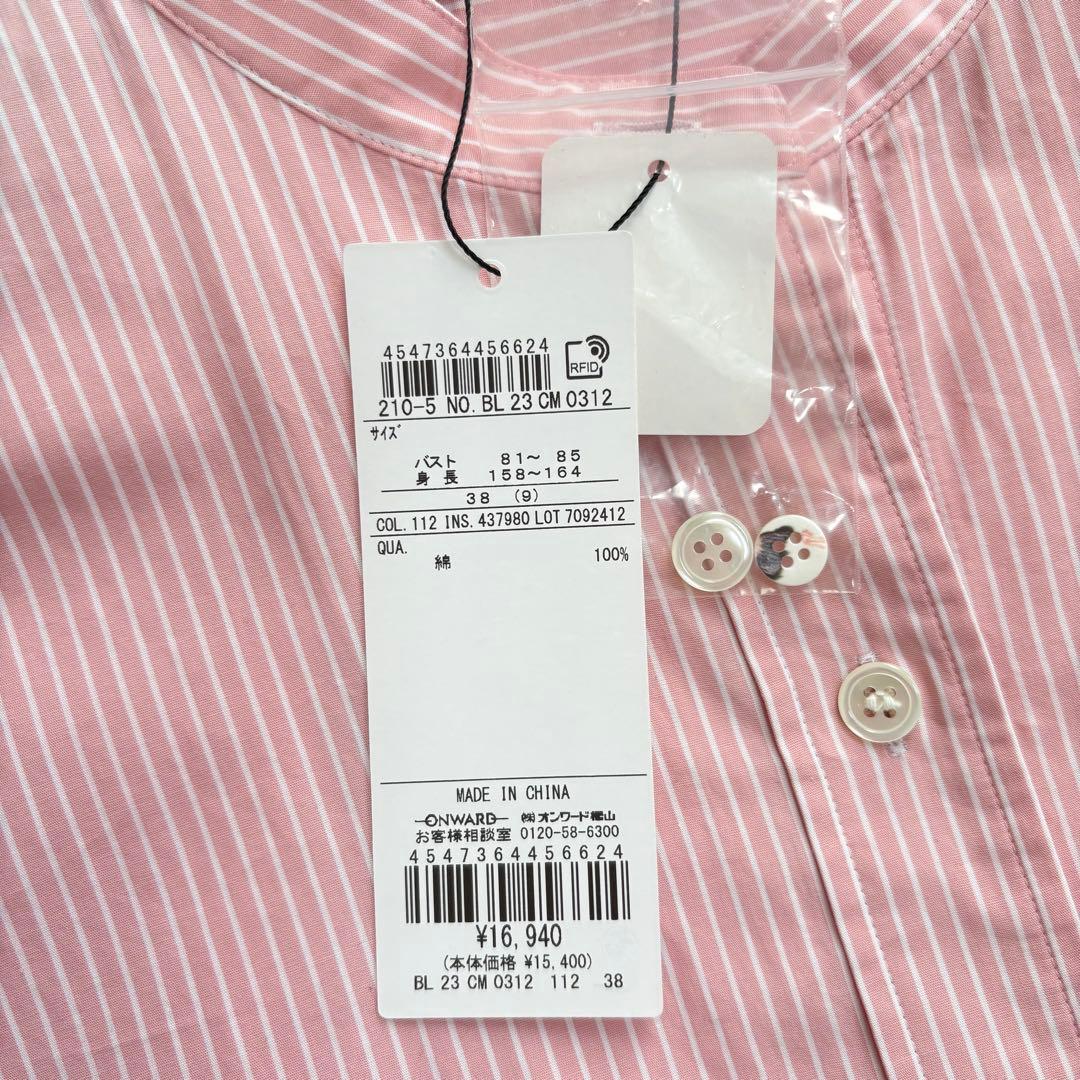 4547364456624
RFID
210-5 NO. BL 23 CM 0312
サイズ
バスト 81〜 85
身 長 158〜164
38 (9)
COL. 112 INS. 437980 LOT 7092412
QUA.
綿 100%
MADE IN CHINA
ONWARD ㈱オンワード樫山
お客様相談室 0120-58-6300
4547364456624
¥16,940
(本体価格 ¥15,400)
BL 23 CM 0312 112 38